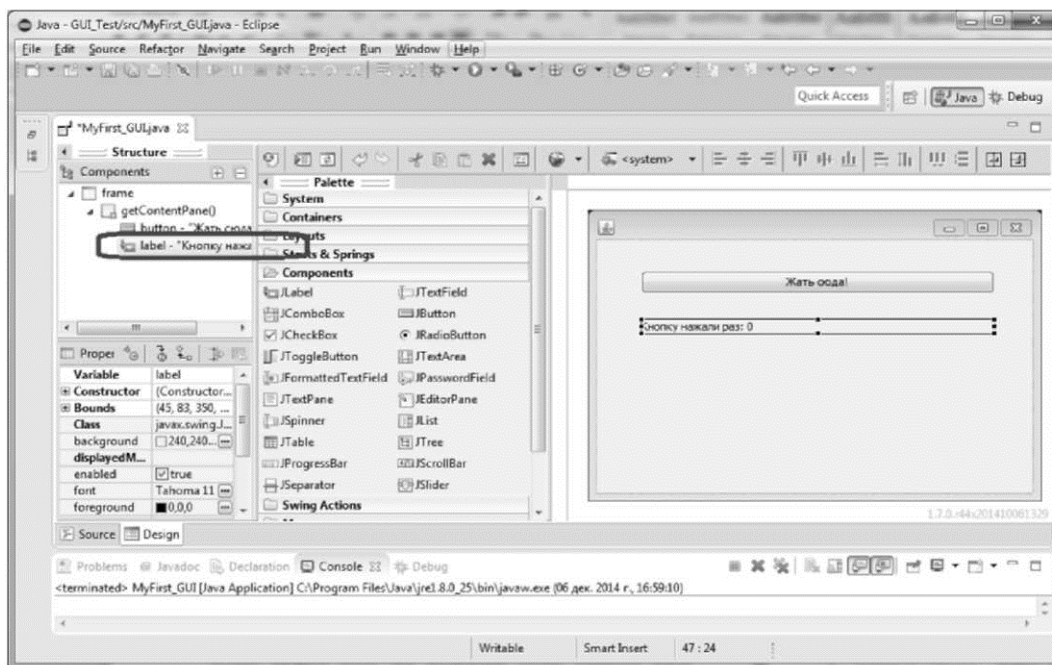 Java - GUI_Test/src/MyFirst_GUI.java - Eclipse
File Edit Source Refactor Navigate Search Project Run Window Help
Quick Access Java Debug
*MyFirst_GUI.java
Structure
Components
frame
getContentPane()
button - "Жать сюда
label - "Кнопку нажа
Proper
Variable label
Constructor (Constructor...
Bounds (45, 83, 350, ...
Class javax.swing.J...
background 240,240...
displayedM...
enabled true
font Tahoma 11
foreground 0,0,0
<system>
Palette
System
Containers
Layouts
Struts & Springs
Components
JLabel JTextField
JComboBox JButton
JCheckBox JRadioButton
JToggleButton JTextArea
JFormattedTextField JPasswordField
JTextPane JEditorPane
JSpinner JList
JTable JTree
JProgressBar JScrollBar
JSeparator JSlider
Swing Actions
Жать сюда!
Кнопку нажали раз: 0
1.7.0.r44x201410061329
Source Design
Problems Javadoc Declaration Console Debug
<terminated> MyFirst_GUI [Java Application] C:\Program Files\Java\jre1.8.0_25\bin\javaw.exe (06 дек. 2014 г., 16:59:10)
Writable Smart Insert 47 : 24